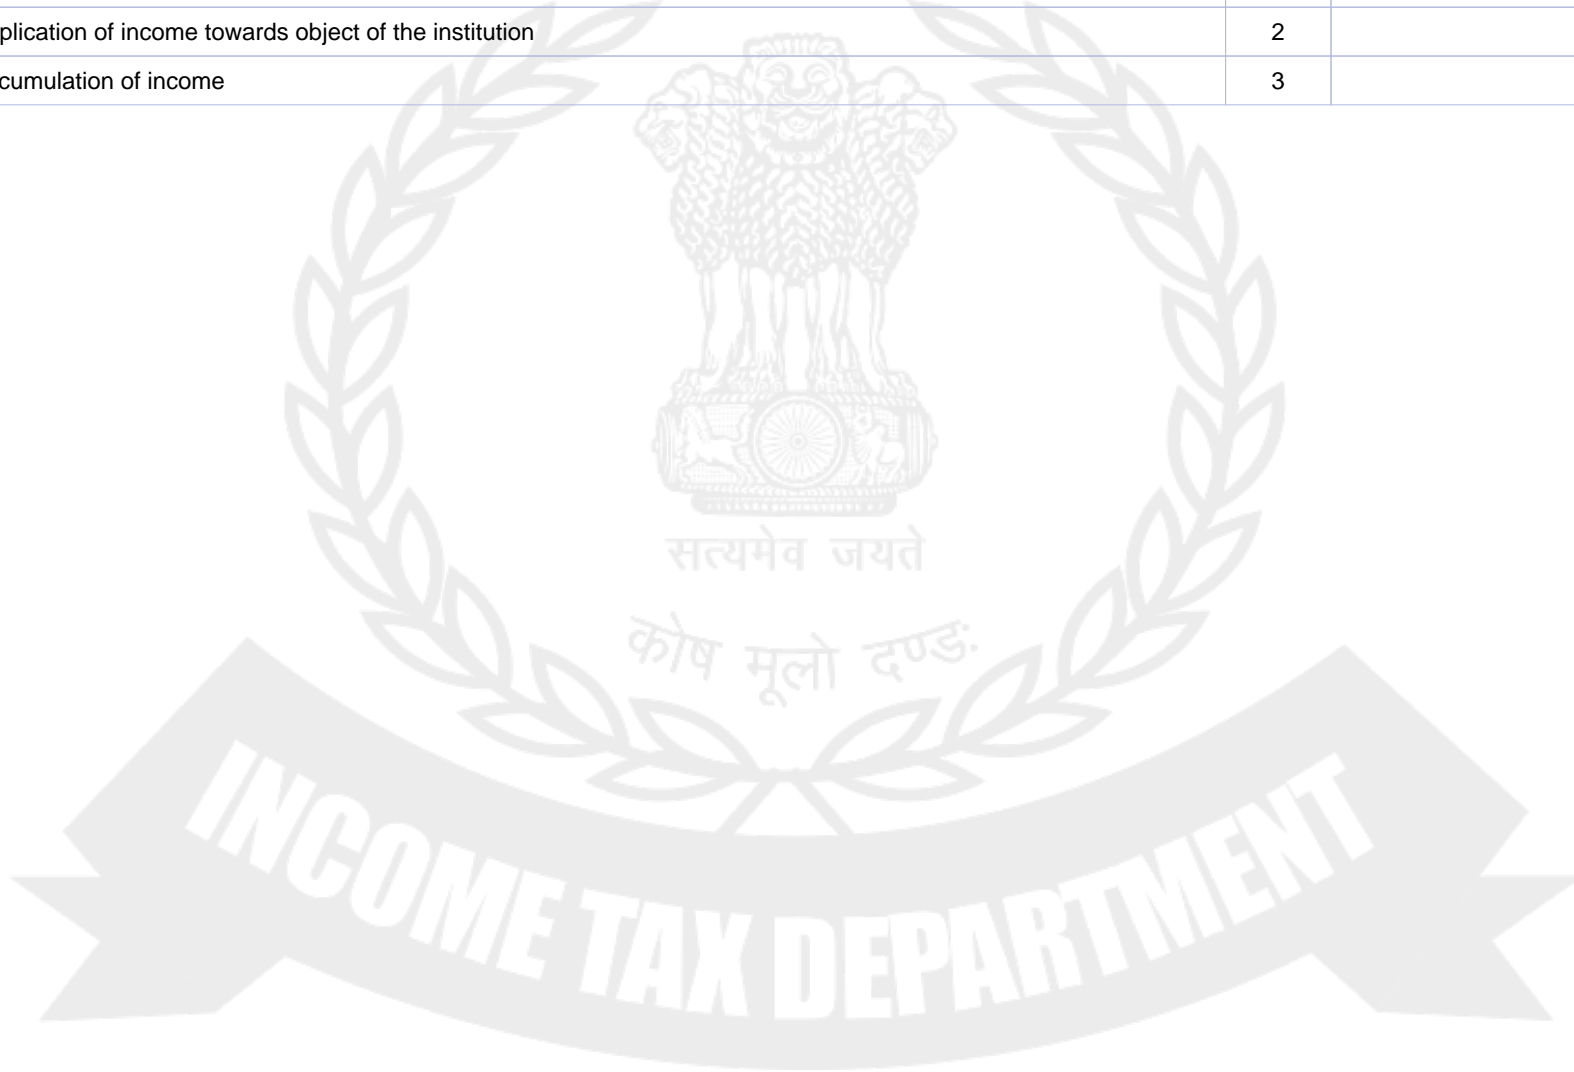 plication of income towards object of the institution 2
cumulation of income 3
सत्यमेव जयते
कोष मूलो दण्डः
INCOME TAX DEPARTMENT